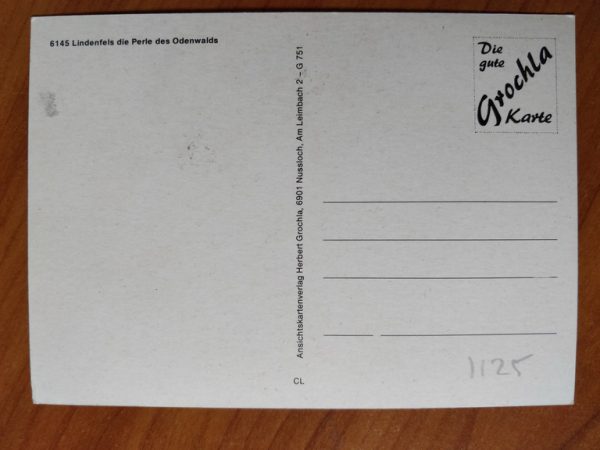 6145 Lindenfels die Perle des Odenwalds
Ansichtskartenverlag Herbert Grochla, 6901 Nussloch, Am Leimbach 2 – G 751
CL
Die
gute
Grochla
Karte
1125